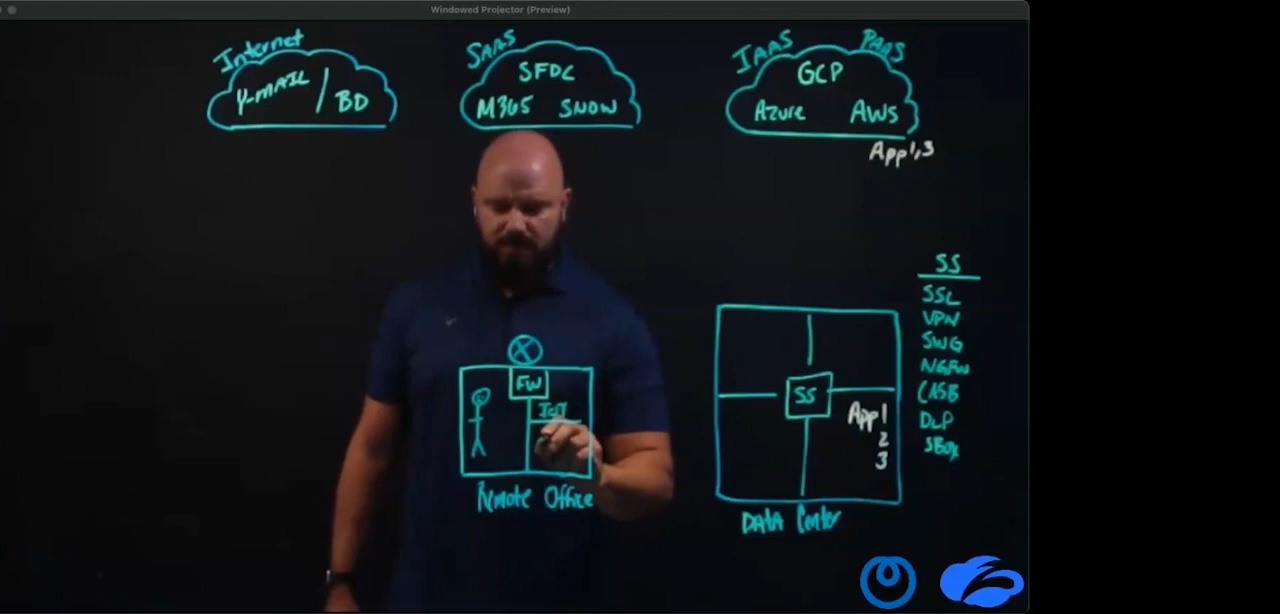 Windowed Projector (Preview)
Internet
Y-MAIL / BD
SAAS
SFDC
M365 SNOW
IAAS PAAS
GCP
Azure AWS
App1,3
SS
SSL
VPN
SWG
NGFW
CASB
DLP
SBOX
FW
SS
App1
2
3
Remote Office
DATA Center